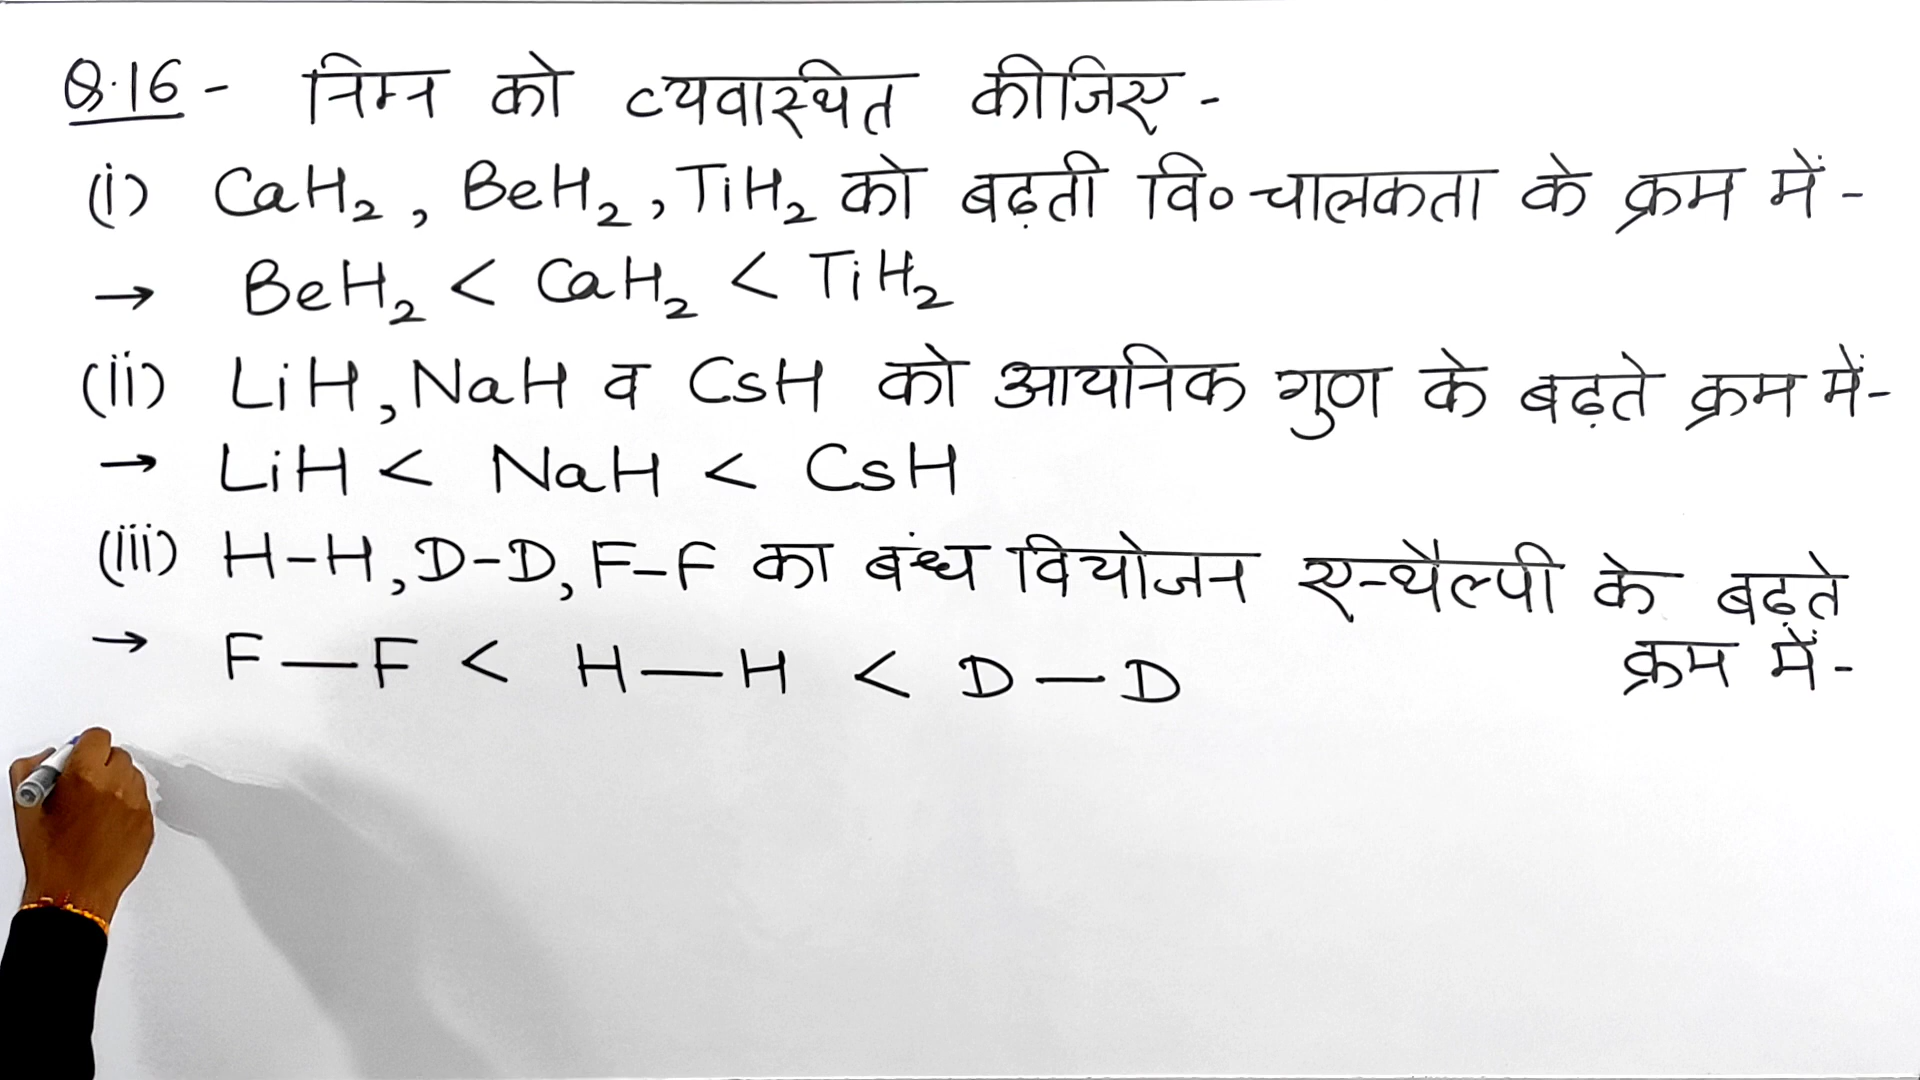 Q.16 - निम्न को व्यवास्थित कीजिए -
(i) CaH₂, BeH₂, TiH₂ को बढ़ती वि० चालकता के क्रम में -
→ BeH₂ < CaH₂ < TiH₂
(ii) LiH, NaH व CsH को आयनिक गुण के बढ़ते क्रम में-
→ LiH < NaH < CsH
(iii) H-H, D-D, F-F का बंध वियोजन एन्थैल्पी के बढ़ते
क्रम में-
→ F—F < H—H < D—D